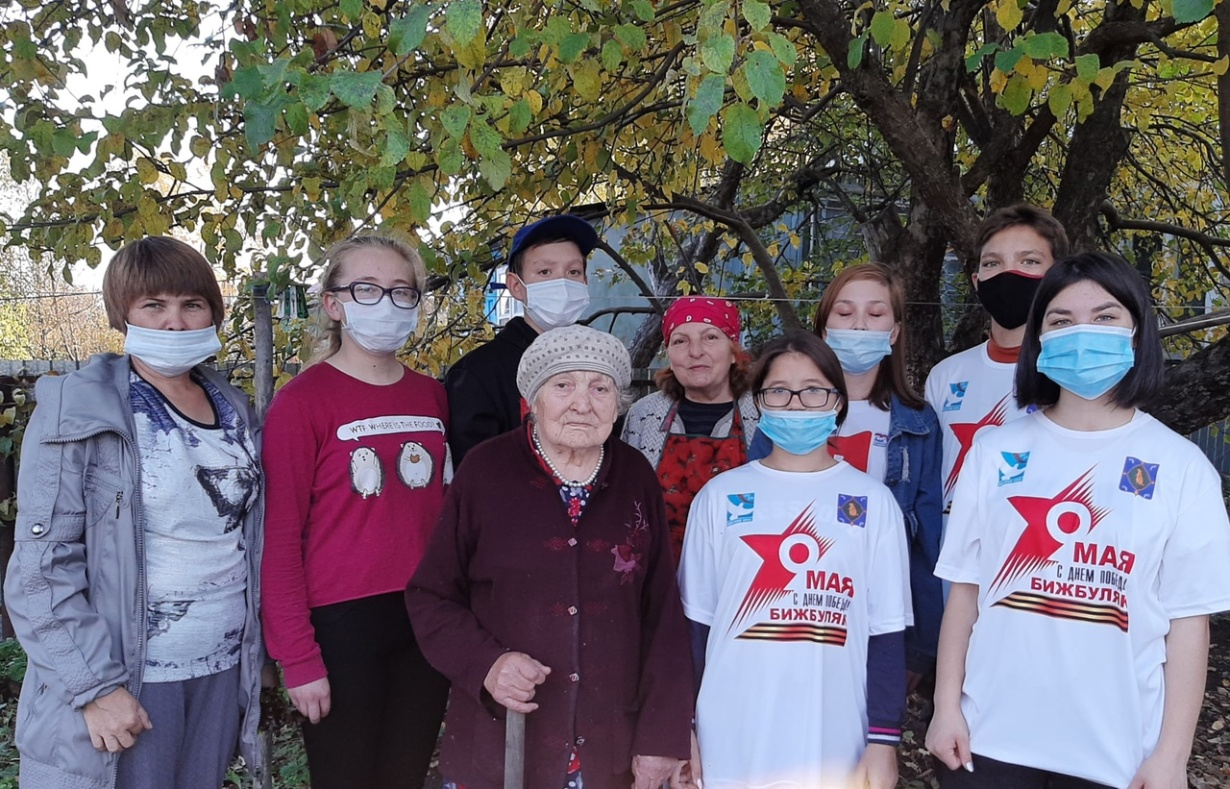 WTF WHERE IS THE
FOOD?
9
МАЯ
С ДНЕМ ПОБЕДЫ
БИЖБУЛЯК
9
МАЯ
С ДНЕМ ПОБЕДЫ
БИЖБУЛЯК